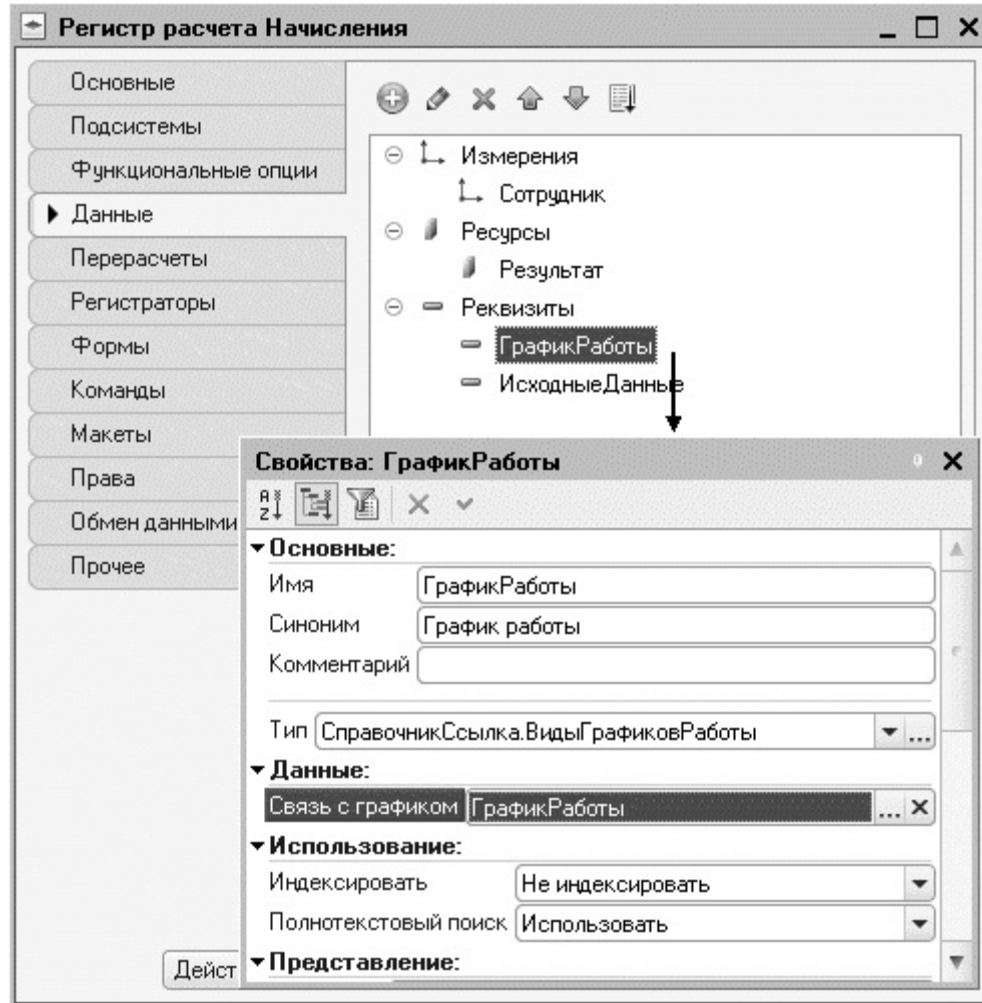 Регистр расчета Начисления
Основные
Подсистемы
Функциональные опции
Данные
Перерасчеты
Регистраторы
Формы
Команды
Макеты
Права
Обмен данными
Прочее
Измерения
Сотрудник
Ресурсы
Результат
Реквизиты
ГрафикРаботы
ИсходныеДанные
Дейст
Свойства: ГрафикРаботы
Основные:
Имя ГрафикРаботы
Синоним График работы
Комментарий
Тип СправочникСсылка.ВидыГрафиковРаботы ...
Данные:
Связь с графиком ГрафикРаботы ...
Использование:
Индексировать Не индексировать
Полнотекстовый поиск Использовать
Представление: